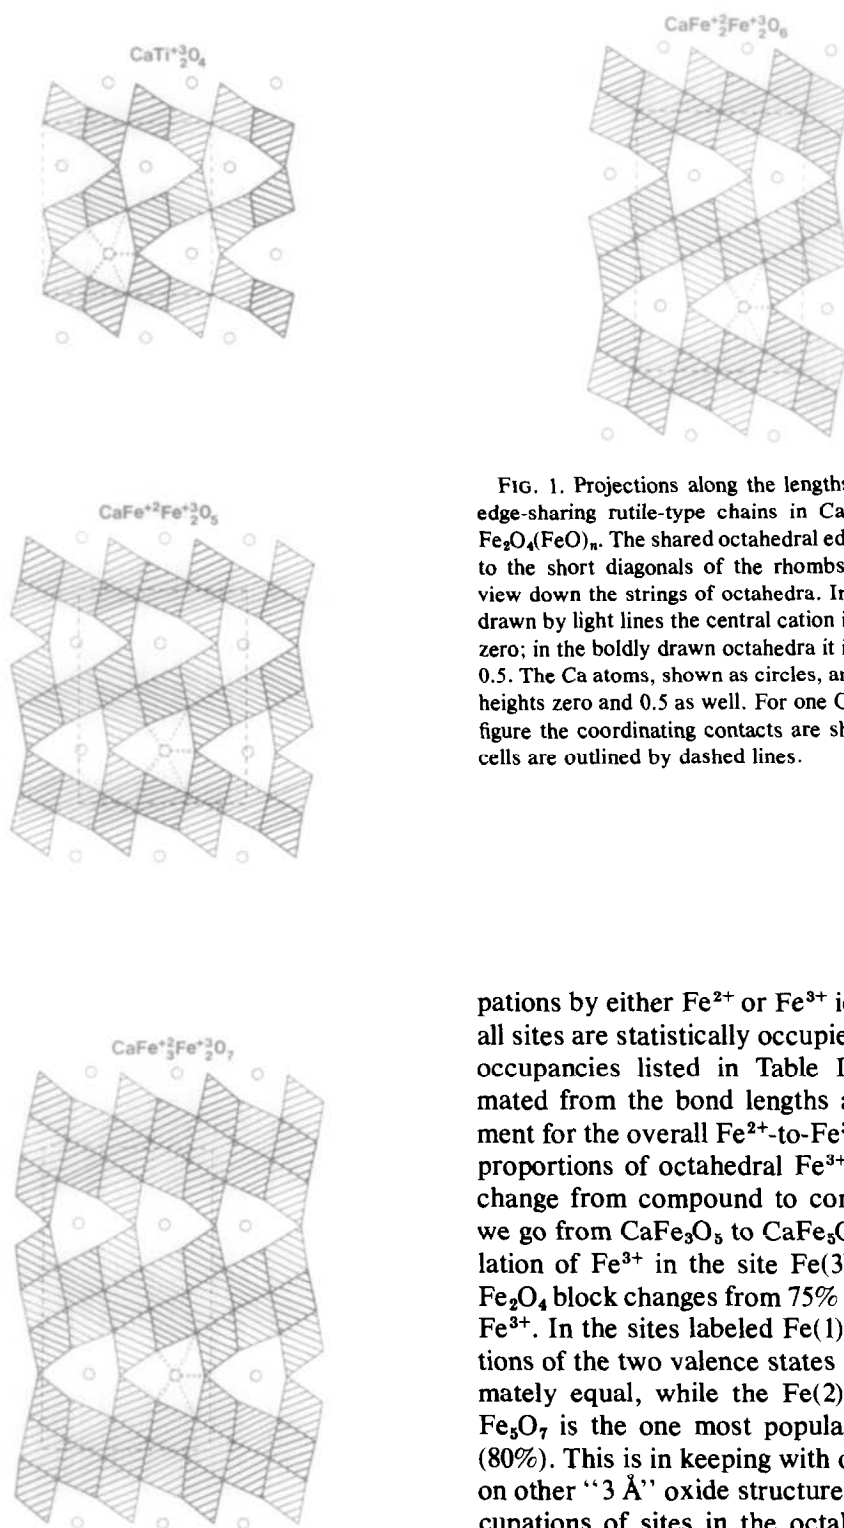 CaTi⁺³₂O₄
CaFe⁺²₂Fe⁺³₂O₆
CaFe⁺²Fe⁺³₂O₅
FIG. 1. Projections along the lengths
edge-sharing rutile-type chains in Ca
Fe₂O₄(FeO)ₙ. The shared octahedral ed
to the short diagonals of the rhombs
view down the strings of octahedra. In
drawn by light lines the central cation i
zero; in the boldly drawn octahedra it i
0.5. The Ca atoms, shown as circles, ar
heights zero and 0.5 as well. For one C
figure the coordinating contacts are sh
cells are outlined by dashed lines.
CaFe⁺²₃Fe⁺³₂O₇
pations by either Fe²⁺ or Fe³⁺ i
all sites are statistically occupie
occupancies listed in Table I
mated from the bond lengths a
ment for the overall Fe²⁺-to-Fe³
proportions of octahedral Fe³⁺
change from compound to con
we go from CaFe₃O₅ to CaFe₅O
lation of Fe³⁺ in the site Fe(3
Fe₂O₄ block changes from 75%
Fe³⁺. In the sites labeled Fe(1)
tions of the two valence states
mately equal, while the Fe(2)
Fe₅O₇ is the one most popula
(80%). This is in keeping with o
on other "3 Å" oxide structure
cupations of sites in the octal